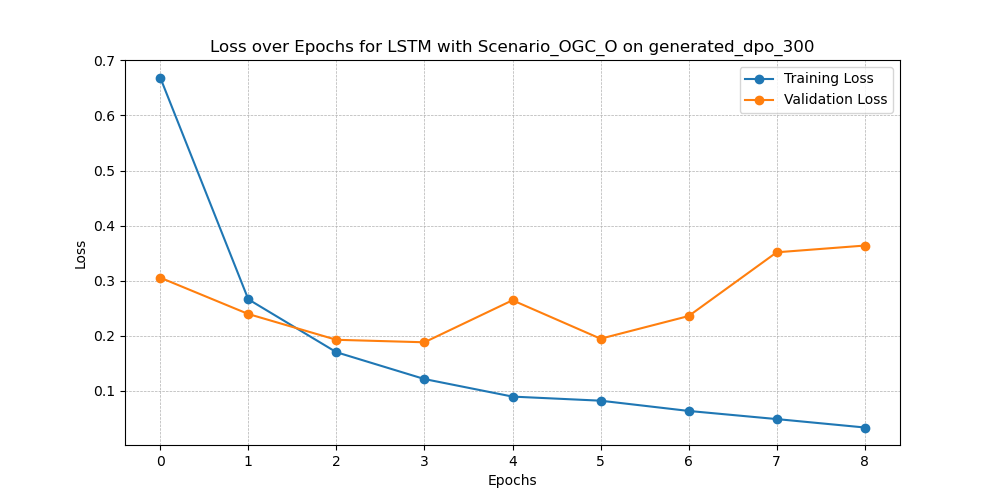 Loss over Epochs for LSTM with Scenario_OGC_O on generated_dpo_300
Training Loss
Validation Loss
0.7
0.6
0.5
0.4
0.3
0.2
0.1
Loss
0 1 2 3 4 5 6 7 8
Epochs